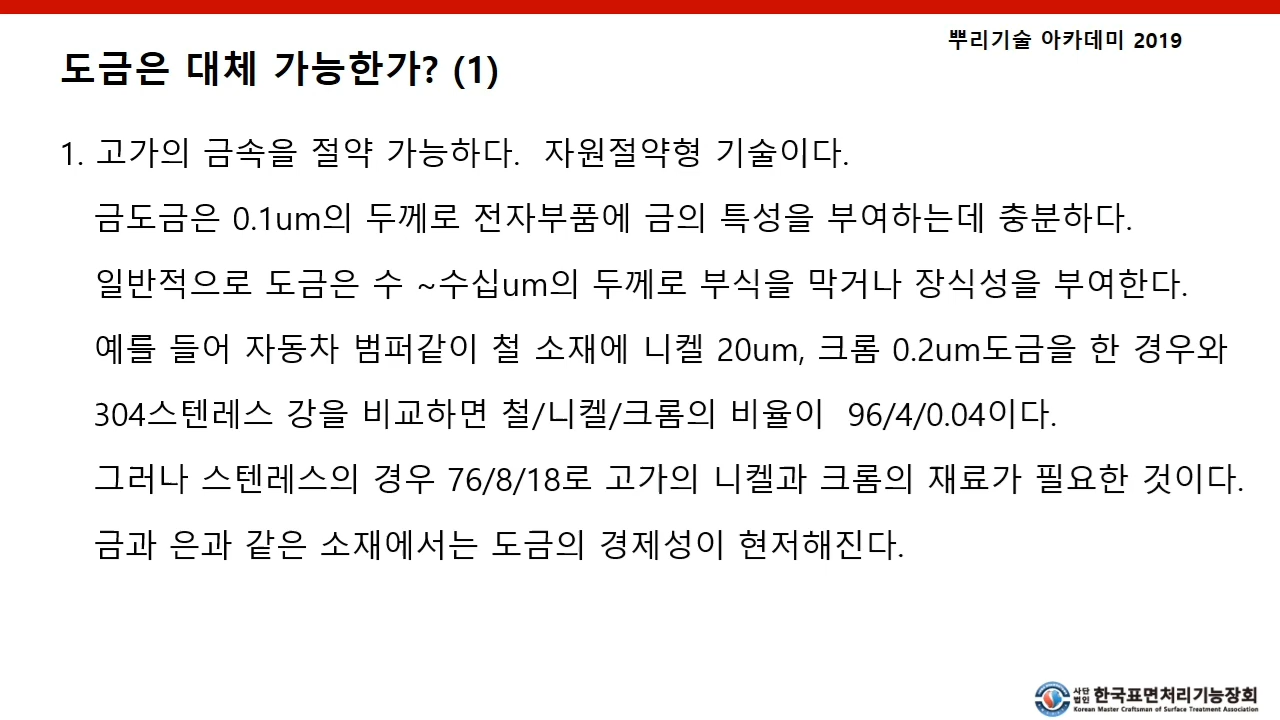 뿌리기술 아카데미 2019
도금은 대체 가능한가? (1)
1. 고가의 금속을 절약 가능하다.  자원절약형 기술이다.
금도금은 0.1um의 두께로 전자부품에 금의 특성을 부여하는데 충분하다.
일반적으로 도금은 수 ~수십um의 두께로 부식을 막거나 장식성을 부여한다.
예를 들어 자동차 범퍼같이 철 소재에 니켈 20um, 크롬 0.2um도금을 한 경우와
304스텐레스 강을 비교하면 철/니켈/크롬의 비율이  96/4/0.04이다.
그러나 스텐레스의 경우 76/8/18로 고가의 니켈과 크롬의 재료가 필요한 것이다.
금과 은과 같은 소재에서는 도금의 경제성이 현저해진다.
사단법인 한국표면처리기능장회
Korean Master Craftsman of Surface Treatment Association